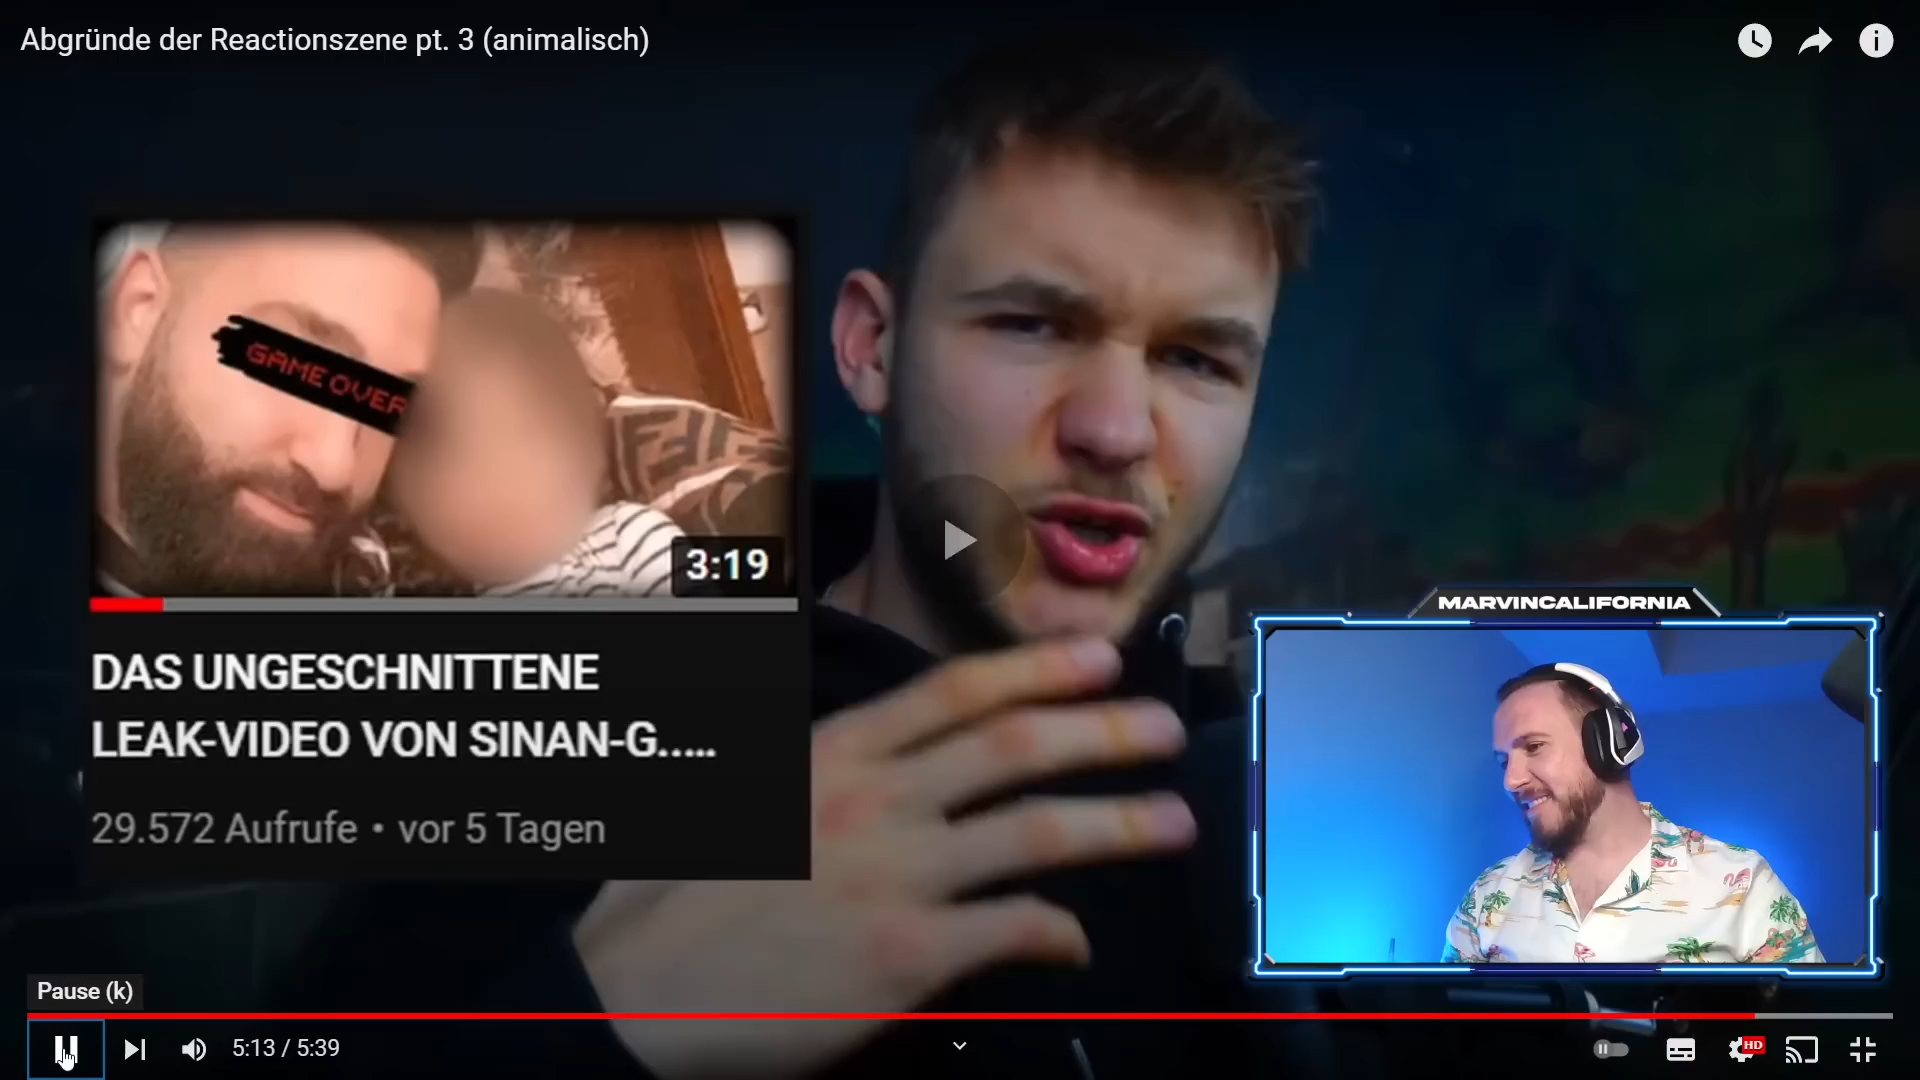 Abgründe der Reactionszene pt. 3 (animalisch)
GAME OVER
3:19
DAS UNGESCHNITTENE
LEAK-VIDEO VON SINAN-G.....
29.572 Aufrufe • vor 5 Tagen
MARVINCALIFORNIA
Pause (k)
5:13 / 5:39
HD